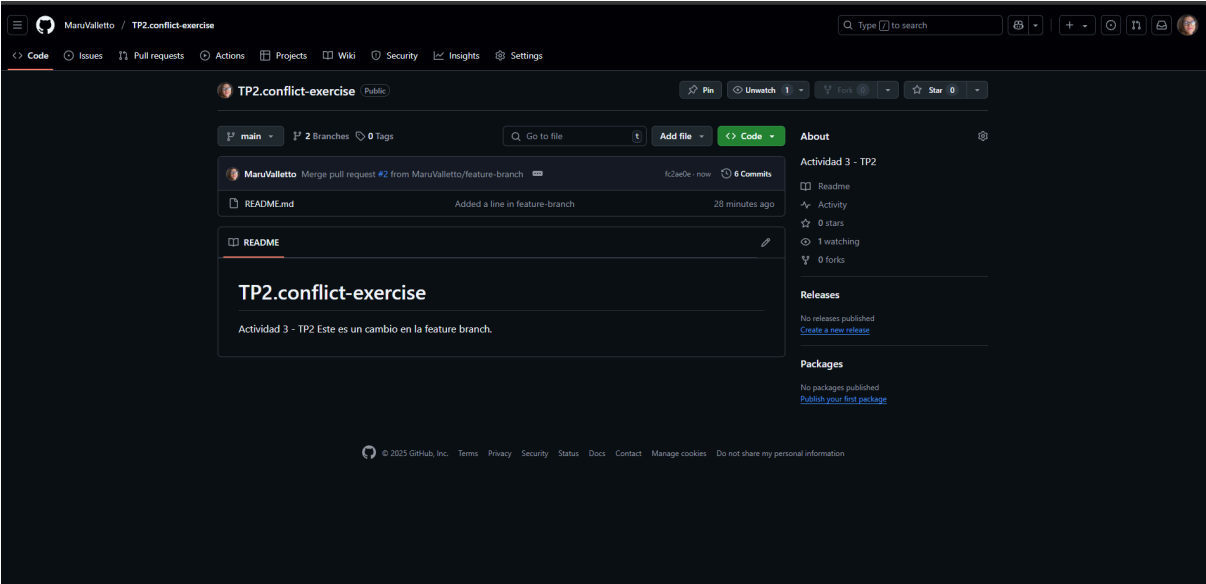 MaruValletto / TP2.conflict-exercise
Type / to search
Code Issues Pull requests Actions Projects Wiki Security Insights Settings
TP2.conflict-exercise Public
Pin Unwatch 1 Fork 0 Star 0
main 2 Branches 0 Tags
Go to file t Add file Code
MaruValletto Merge pull request #2 from MaruValletto/feature-branch
fc2ae0e · now 6 Commits
README.md Added a line in feature-branch 28 minutes ago
README
TP2.conflict-exercise
Actividad 3 - TP2 Este es un cambio en la feature branch.
About
Actividad 3 - TP2
Readme
Activity
0 stars
1 watching
0 forks
Releases
No releases published
Create a new release
Packages
No packages published
Publish your first package
© 2025 GitHub, Inc. Terms Privacy Security Status Docs Contact Manage cookies Do not share my personal information